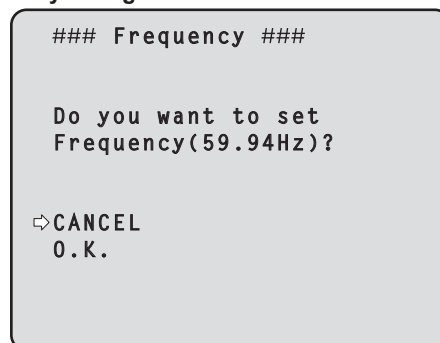 ### Frequency ###
Do you want to set
Frequency(59.94Hz)?
⇨CANCEL
O.K.